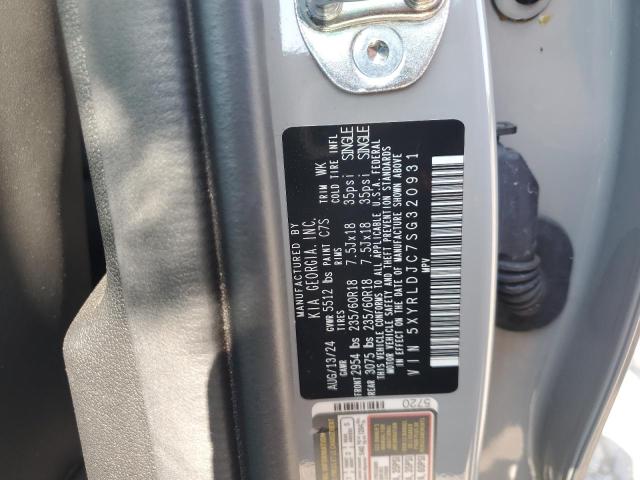 MANUFACTURED BY
KIA GEORGIA, INC.
AUG/13/24 GVWR 5512 lbs PAINT C7S TRIM WK
GAWR TIRES RIMS COLD TIRE INFL
FRONT 2954 lbs 235/60R18 7.5Jx18 35psi SINGLE
REAR 3075 lbs 235/60R18 7.5Jx18 35psi SINGLE
THIS VEHICLE CONFORMS TO ALL APPLICABLE U.S.A. FEDERAL
MOTOR VEHICLE SAFETY AND THEFT PREVENTION STANDARDS
IN EFFECT ON THE DATE OF MANUFACTURE SHOWN ABOVE
VIN 5XYRLDJC7SG320931
MPV
5720